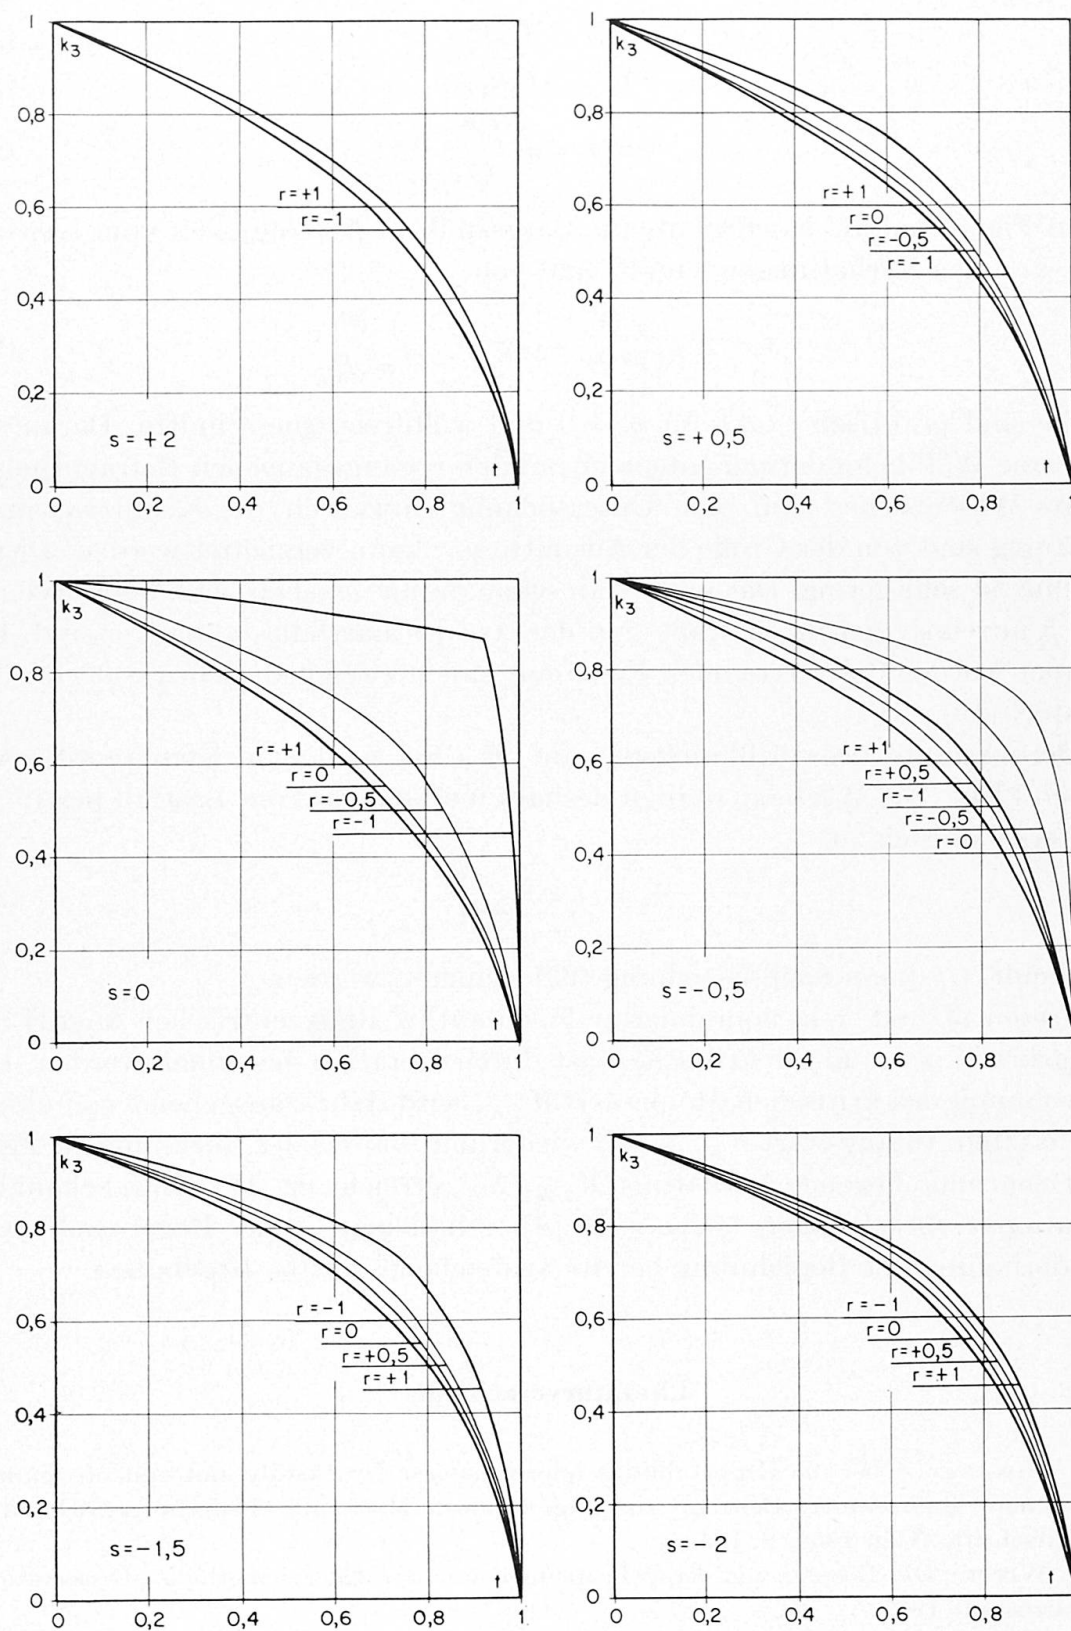 1
k3
0,8
0,6
0,4
0,2
0
r=+1
r=-1
s=+2
t
0 0,2 0,4 0,6 0,8 1
1
k3
0,8
0,6
0,4
0,2
0
r=+1
r=0
r=-0,5
r=-1
s=+0,5
t
0 0,2 0,4 0,6 0,8
1
k3
0,8
0,6
0,4
0,2
0
r=+1
r=0
r=-0,5
r=-1
s=0
t
0 0,2 0,4 0,6 0,8 1
1
k3
0,8
0,6
0,4
0,2
0
r=+1
r=+0,5
r=-1
r=-0,5
r=0
s=-0,5
t
0 0,2 0,4 0,6 0,8
1
k3
0,8
0,6
0,4
0,2
0
r=-1
r=0
r=+0,5
r=+1
s=-1,5
t
0 0,2 0,4 0,6 0,8 1
1
k3
0,8
0,6
0,4
0,2
0
r=-1
r=0
r=+0,5
r=+1
s=-2
t
0 0,2 0,4 0,6 0,8